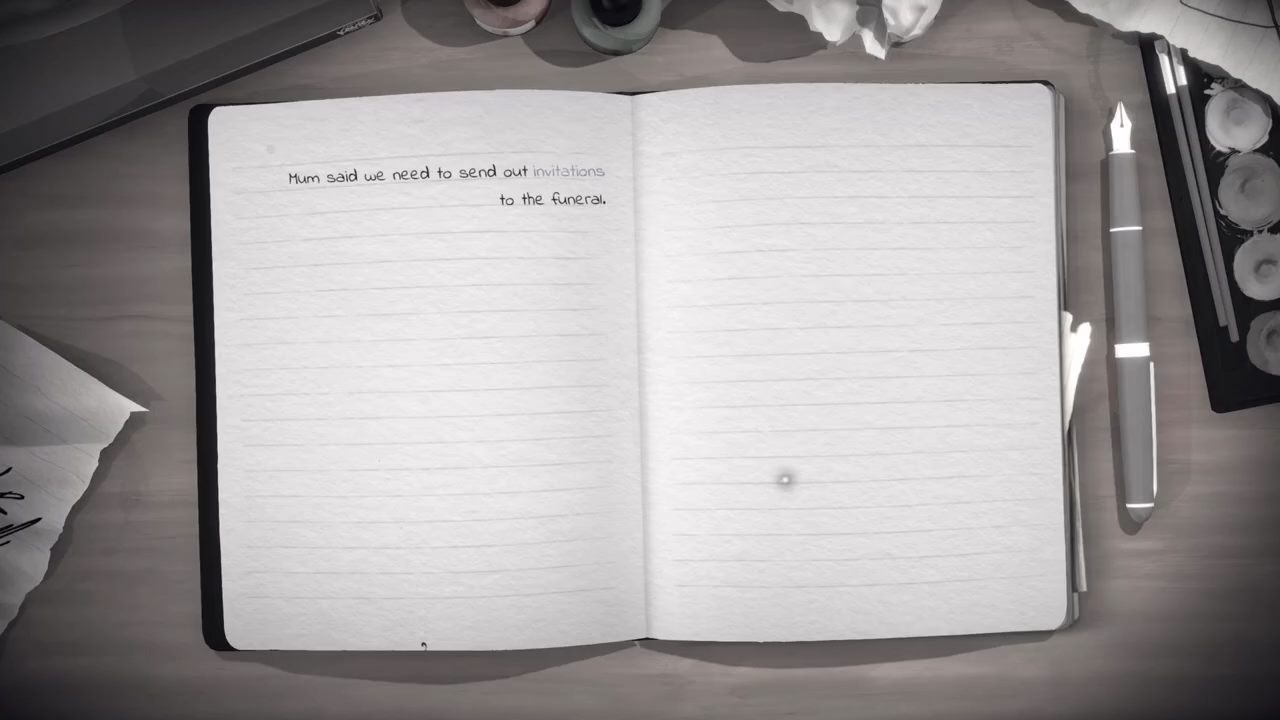 Mum said we need to send out invitations
to the funeral.